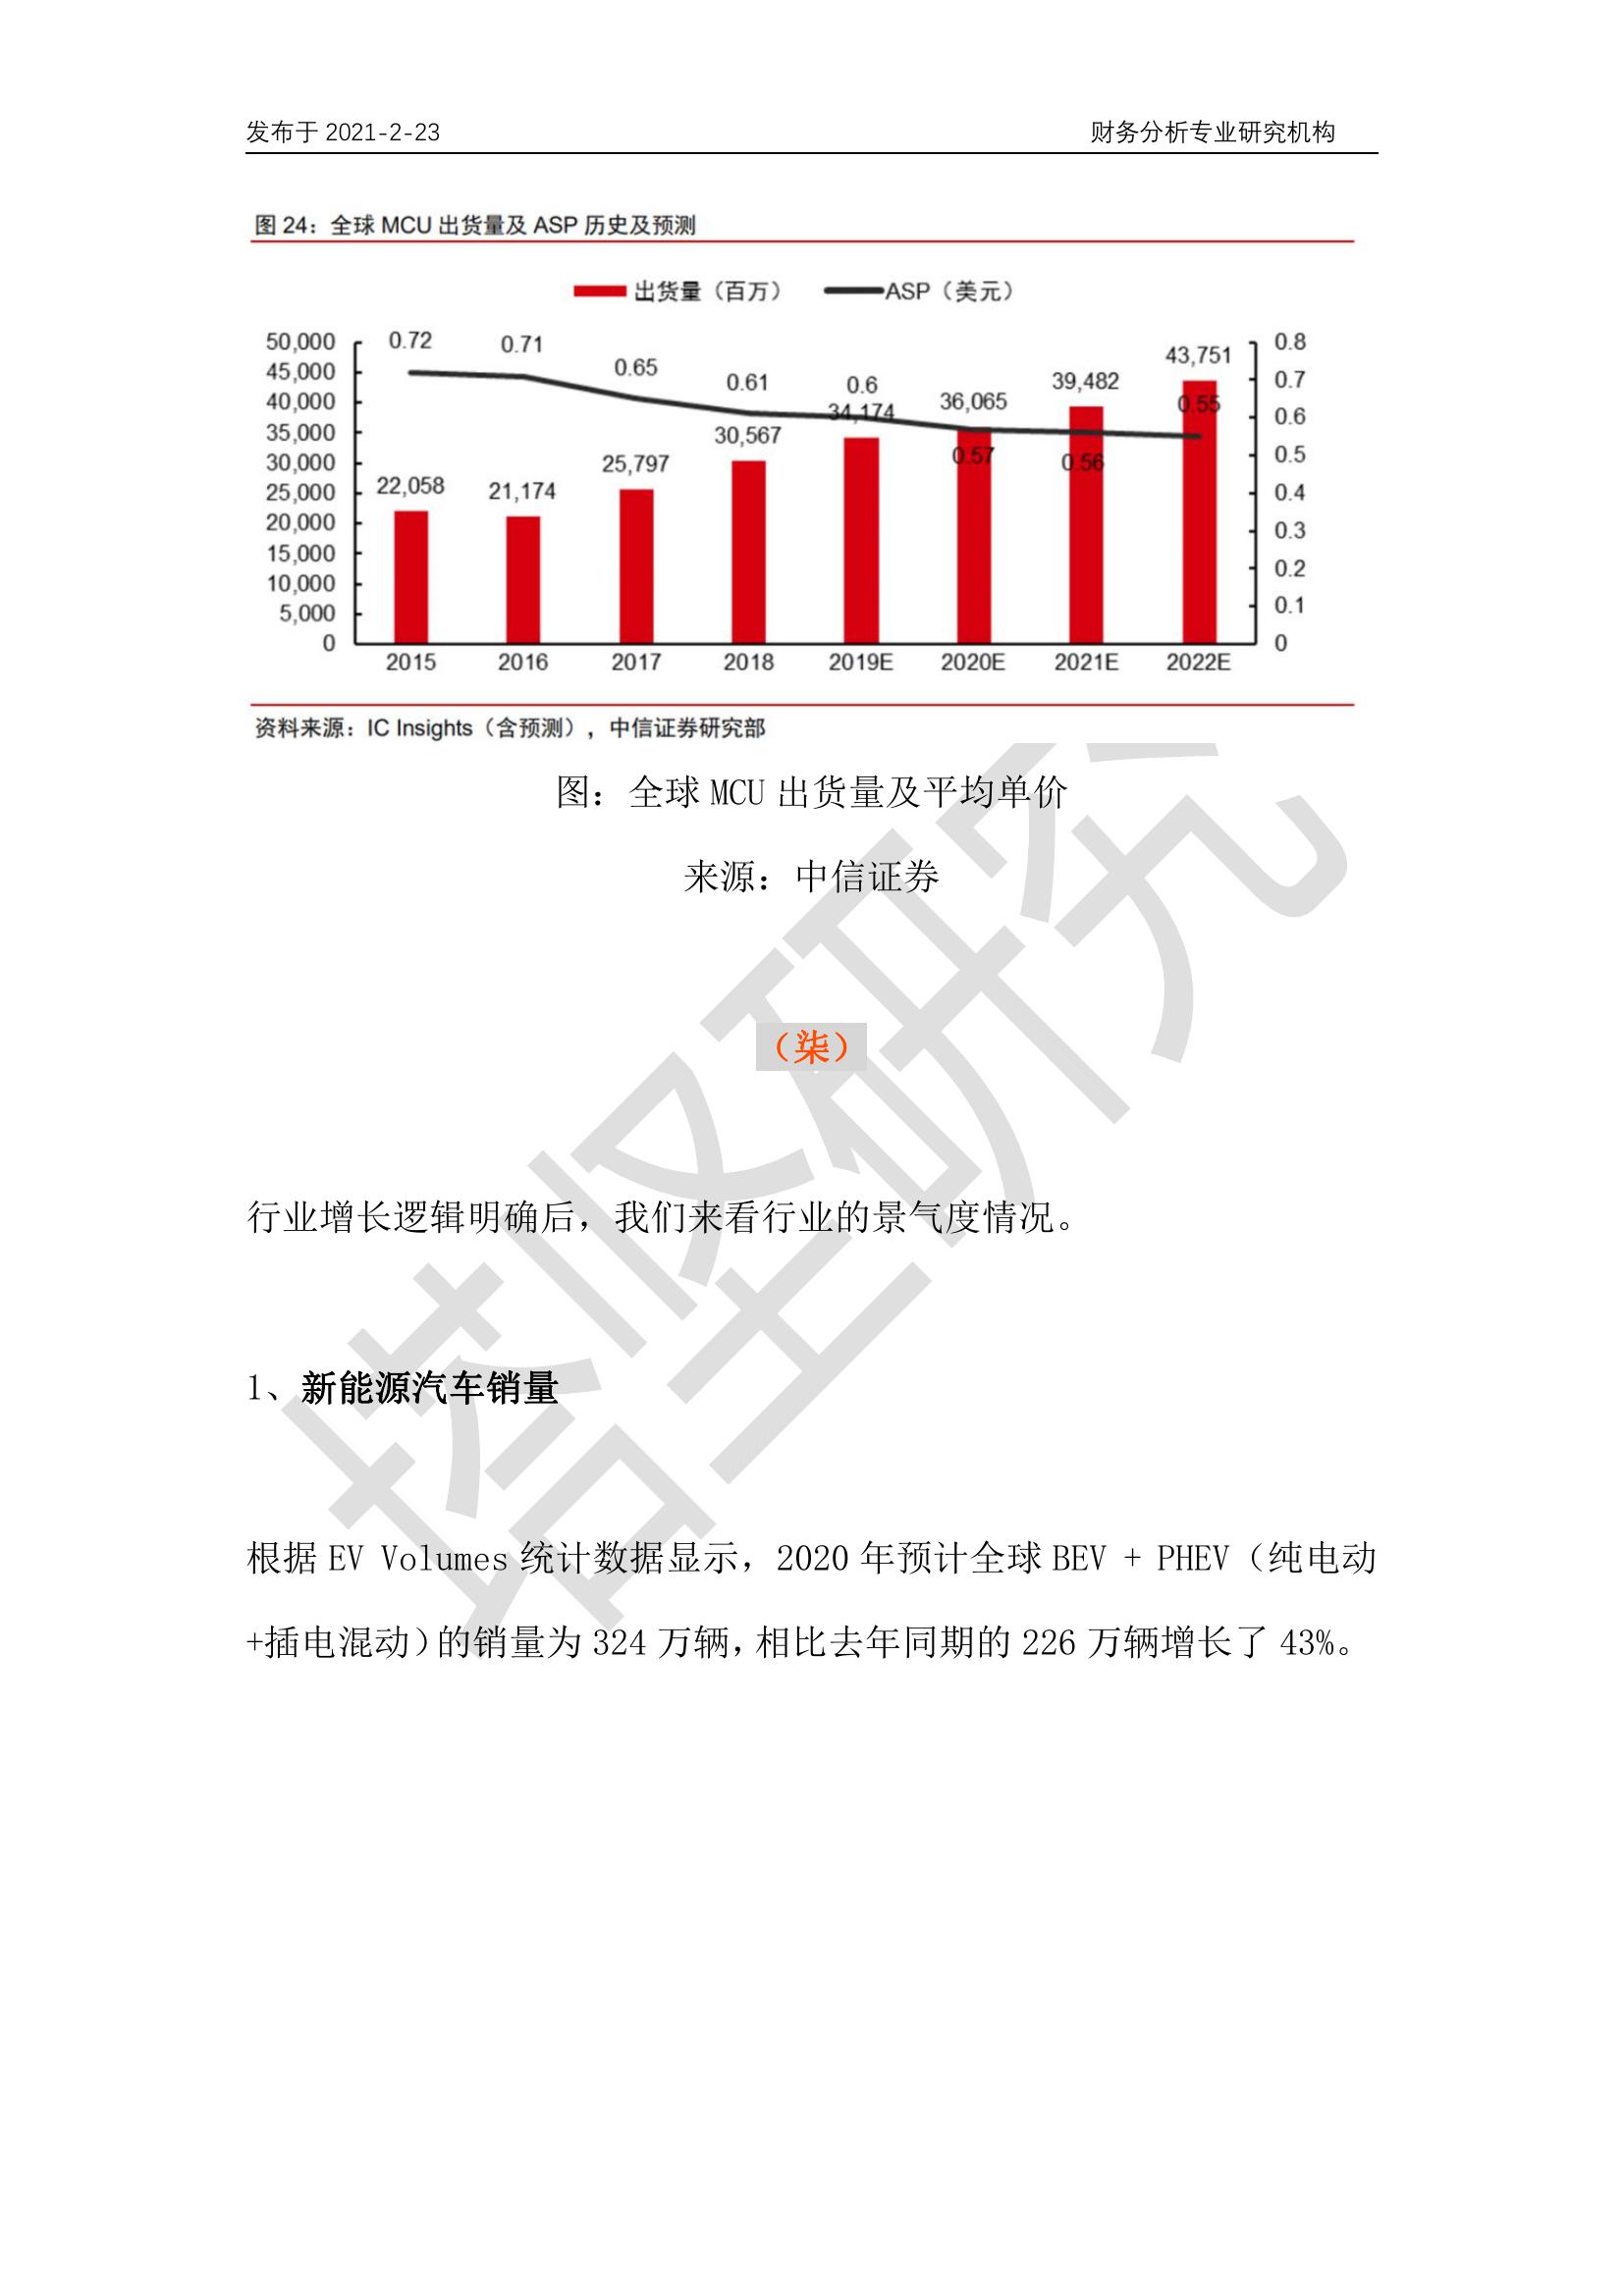 发布于 2021-2-23 财务分析专业研究机构
图 24：全球 MCU 出货量及 ASP 历史及预测
出货量（百万） ASP（美元）
50,000 0.72 0.71 0.65 0.61 0.6 43,751 0.8
45,000 39,482 0.7
40,000 34,174 36,065 0.55 0.6
35,000 30,567
30,000 25,797 0.57 0.56 0.5
25,000 22,058 21,174 0.4
20,000 0.3
15,000 0.2
10,000 0.1
5,000
0 0
2015 2016 2017 2018 2019E 2020E 2021E 2022E
资料来源：IC Insights（含预测），中信证券研究部
图：全球 MCU 出货量及平均单价
来源：中信证券
（柒）
行业增长逻辑明确后，我们来看行业的景气度情况。
1、新能源汽车销量
根据 EV Volumes 统计数据显示，2020 年预计全球 BEV + PHEV（纯电动
+插电混动）的销量为 324 万辆，相比去年同期的 226 万辆增长了 43%。
塔坚研究